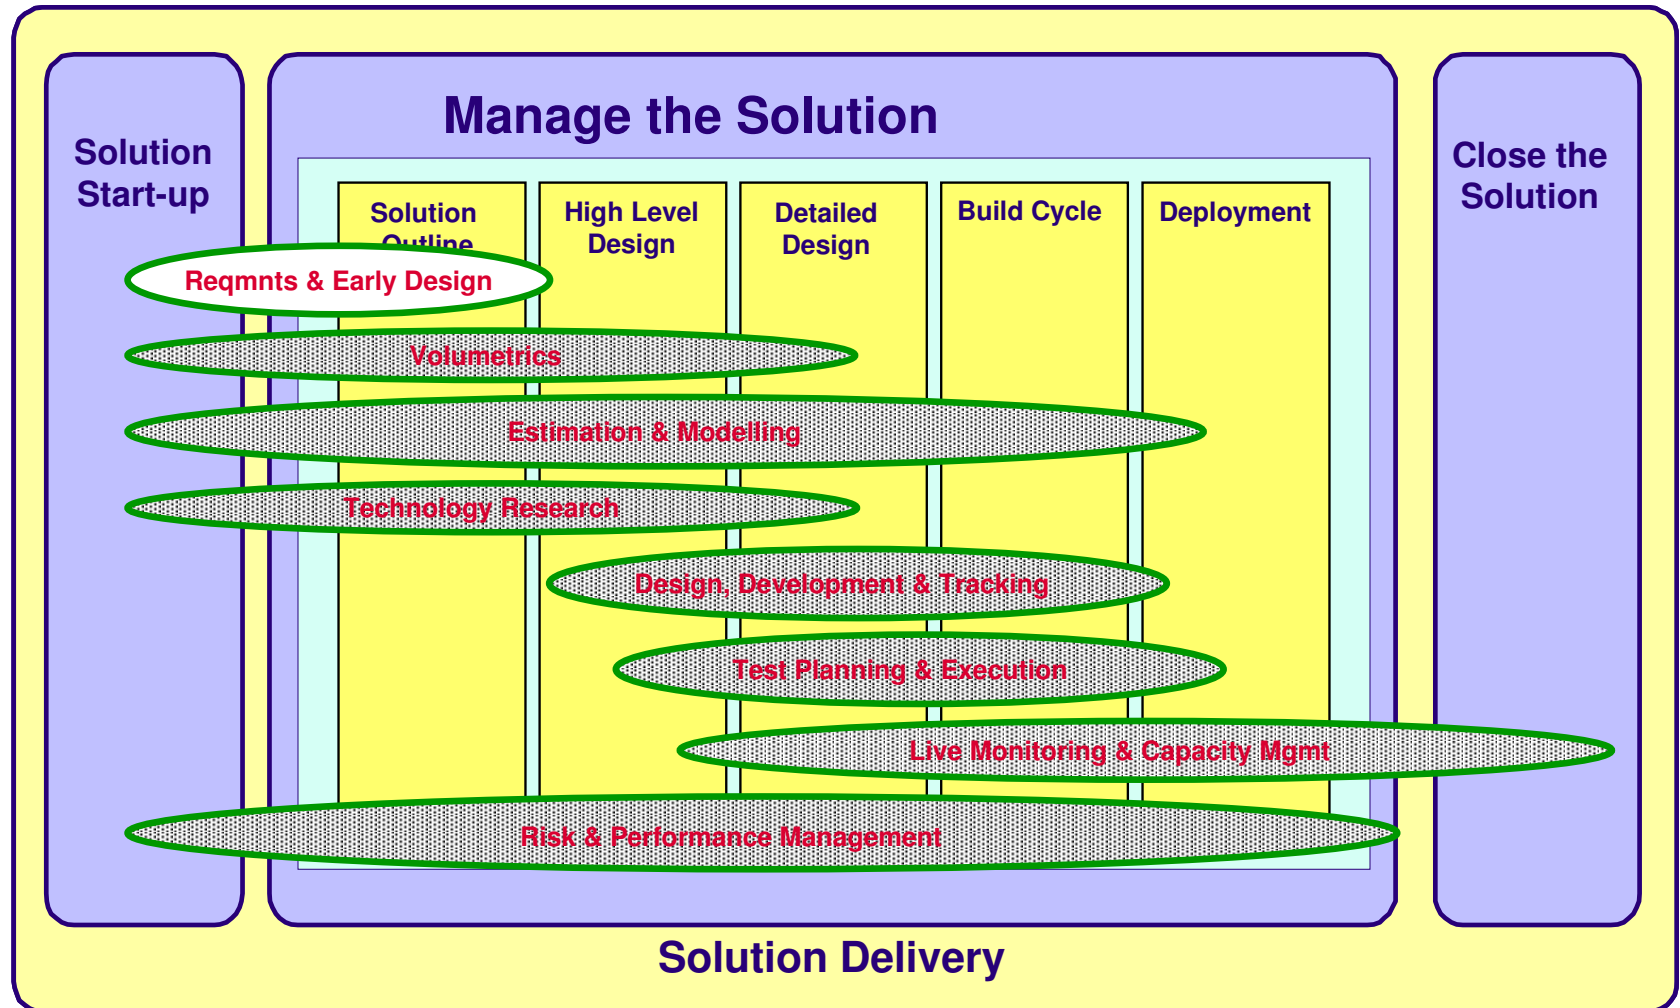 Manage the Solution
Solution
Start-up
Close the
Solution
Solution
Outline
High Level
Design
Detailed
Design
Build Cycle
Deployment
Reqmnts & Early Design
Volumetrics
Estimation & Modelling
Technology Research
Design, Development & Tracking
Test Planning & Execution
Live Monitoring & Capacity Mgmt
Risk & Performance Management
Solution Delivery